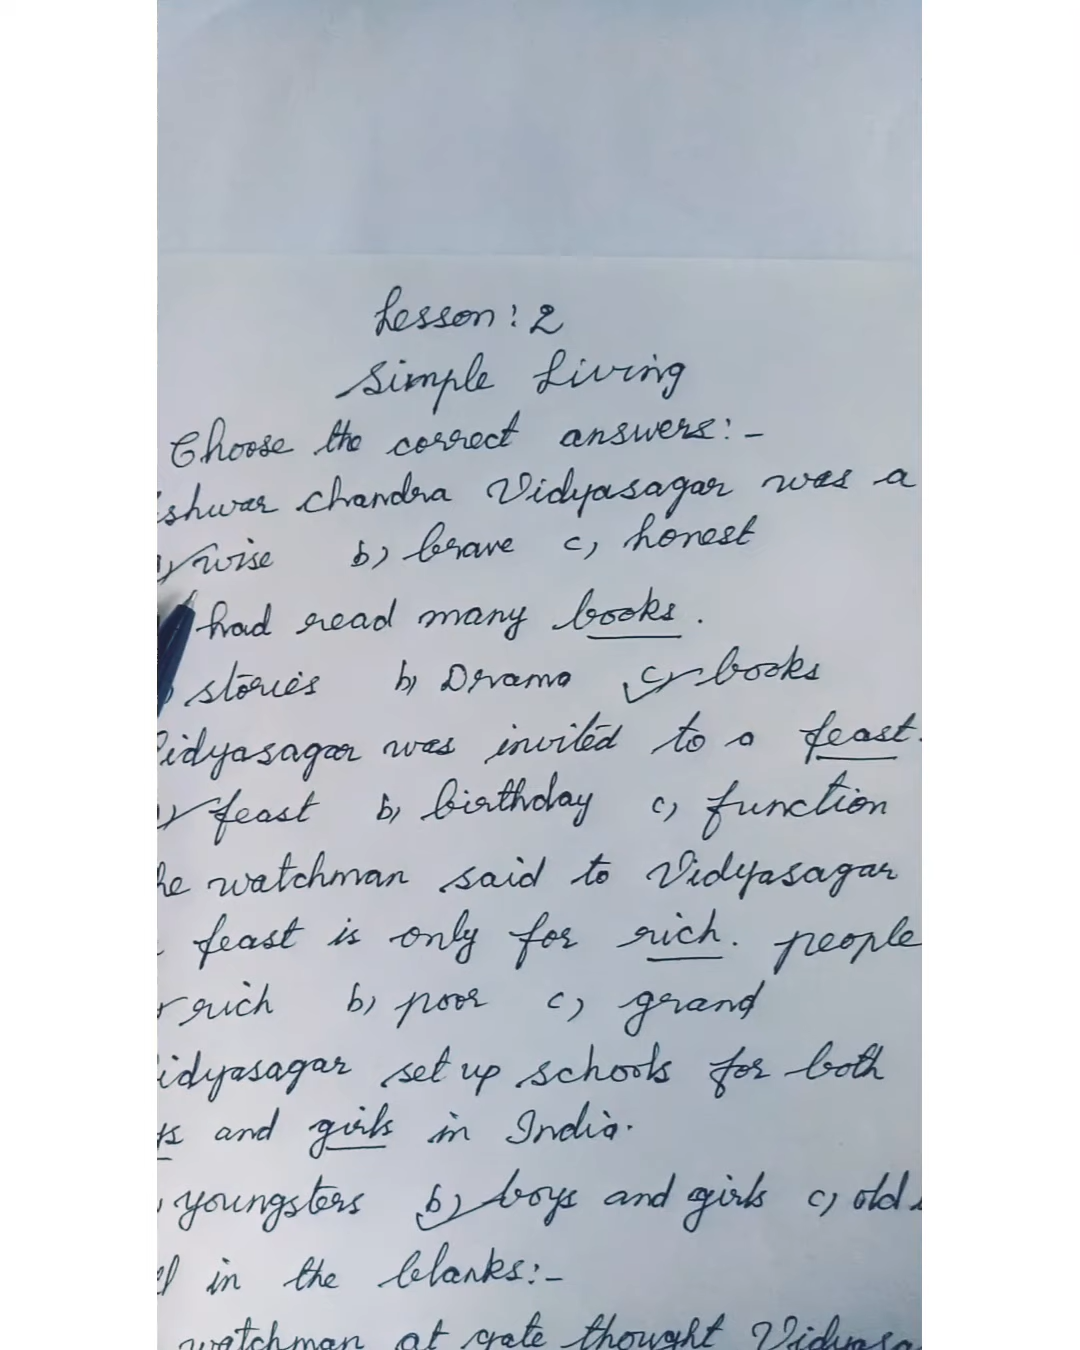 Lesson: 2
Simple Living
Choose the correct answers:-
shwar chandra Vidyasagar was a
wise b) brave c) honest
had read many books.
stories b) Drama c) books
idyasagar was invited to a feast.
feast b) birthday c) function
he watchman said to Vidyasagar
feast is only for rich. people
rich b) poor c) grand
idyasagar set up schools for both
ys and girls in India.
youngsters b) boys and girls c) old
in the blanks:-
watchman at gate thought Vidyasa